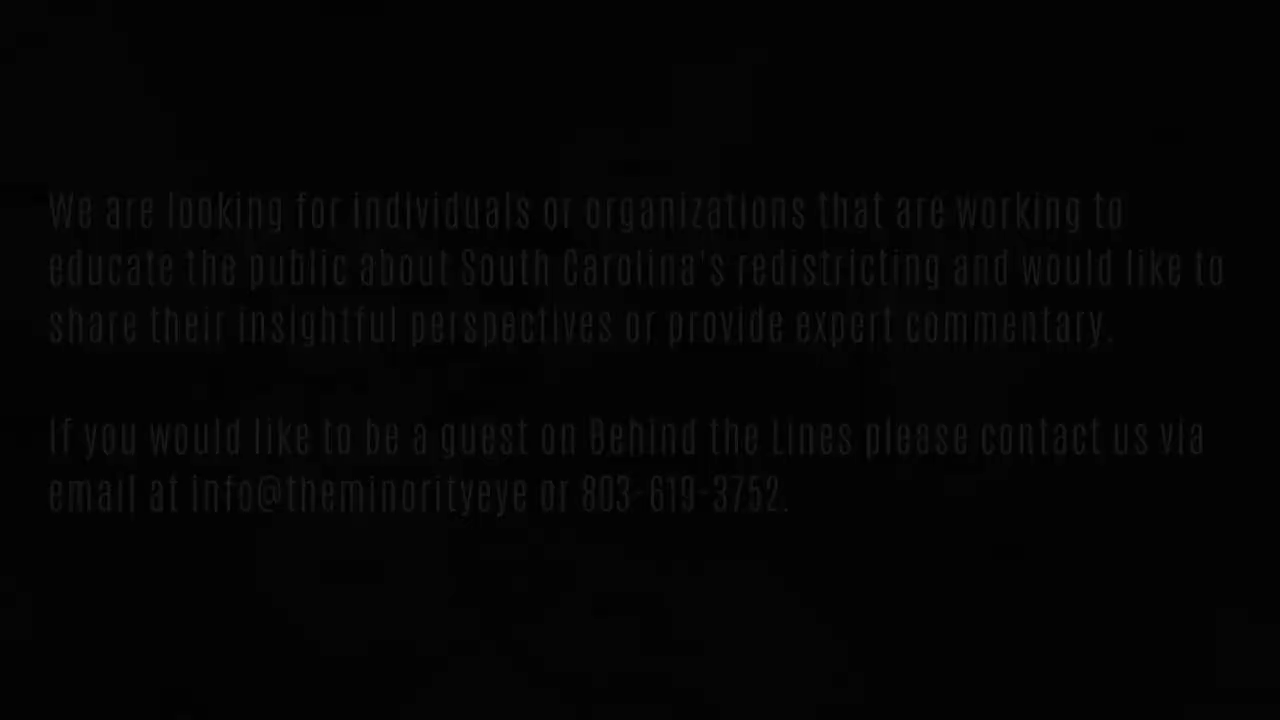 We are looking for individuals or organizations that are working to
educate the public about South Carolina's redistricting and would like to
share their insightful perspectives or provide expert commentary.
If you would like to be a guest on Behind the Lines please contact us via
email at info@theminorityeye or 803-619-3752.